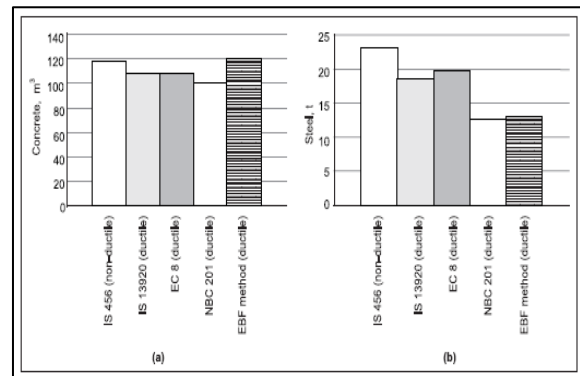 140
120
100
80
60
40
20
0
Concrete, m³
IS 456 (non-ductile)
IS 13920 (ductile)
EC 8 (ductile)
NBC 201 (ductile)
EBF method (ductile)
(a)
25
20
15
10
5
0
Steel, t
IS 456 (non-ductile)
IS 13920 (ductile)
EC 8 (ductile)
NBC 201 (ductile)
EBF method (ductile)
(b)